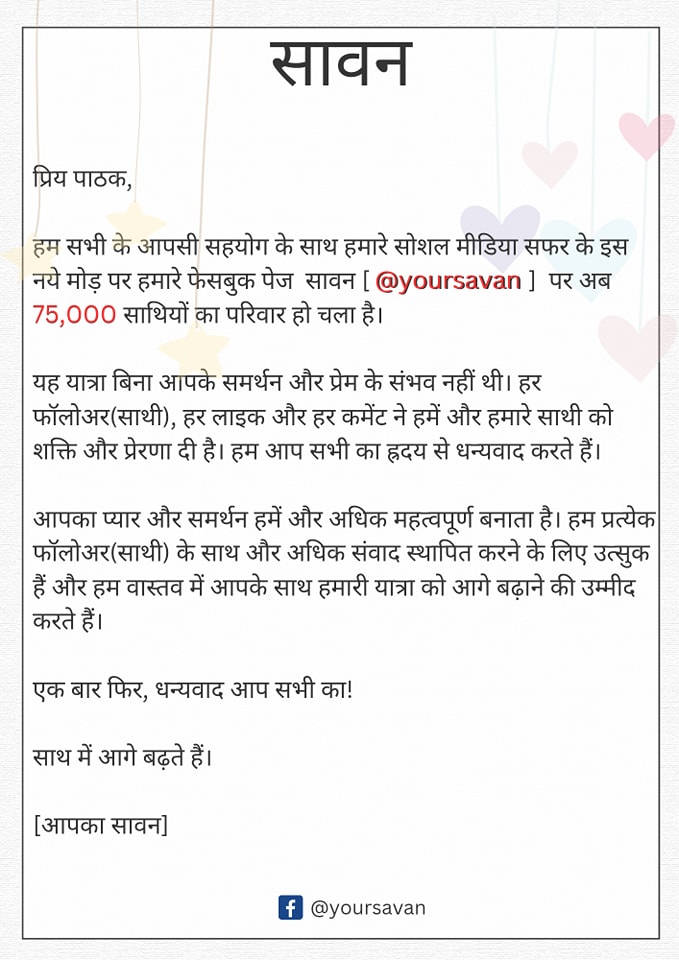 सावन
प्रिय पाठक,
हम सभी के आपसी सहयोग के साथ हमारे सोशल मीडिया सफर के इस
नये मोड़ पर हमारे फेसबुक पेज सावन [ @yoursavan ] पर अब
75,000 साथियों का परिवार हो चला है।
यह यात्रा बिना आपके समर्थन और प्रेम के संभव नहीं थी। हर
फॉलोअर(साथी), हर लाइक और हर कमेंट ने हमें और हमारे साथी को
शक्ति और प्रेरणा दी है। हम आप सभी का ह्रदय से धन्यवाद करते हैं।
आपका प्यार और समर्थन हमें और अधिक महत्वपूर्ण बनाता है। हम प्रत्येक
फॉलोअर(साथी) के साथ और अधिक संवाद स्थापित करने के लिए उत्सुक
हैं और हम वास्तव में आपके साथ हमारी यात्रा को आगे बढ़ाने की उम्मीद
करते हैं।
एक बार फिर, धन्यवाद आप सभी का!
साथ में आगे बढ़ते हैं।
[आपका सावन]
@yoursavan